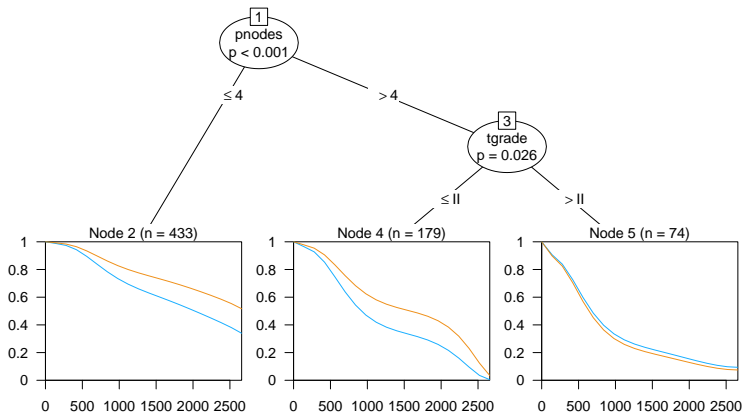 1
pnodes
p < 0.001
≤ 4
> 4
3
tgrade
p = 0.026
≤ II
> II
Node 2 (n = 433)
1
0.8
0.6
0.4
0.2
0
0 500 1000 1500 2000 2500
Node 4 (n = 179)
1
0.8
0.6
0.4
0.2
0
0 500 1000 1500 2000 2500
Node 5 (n = 74)
1
0.8
0.6
0.4
0.2
0
0 500 1000 1500 2000 2500